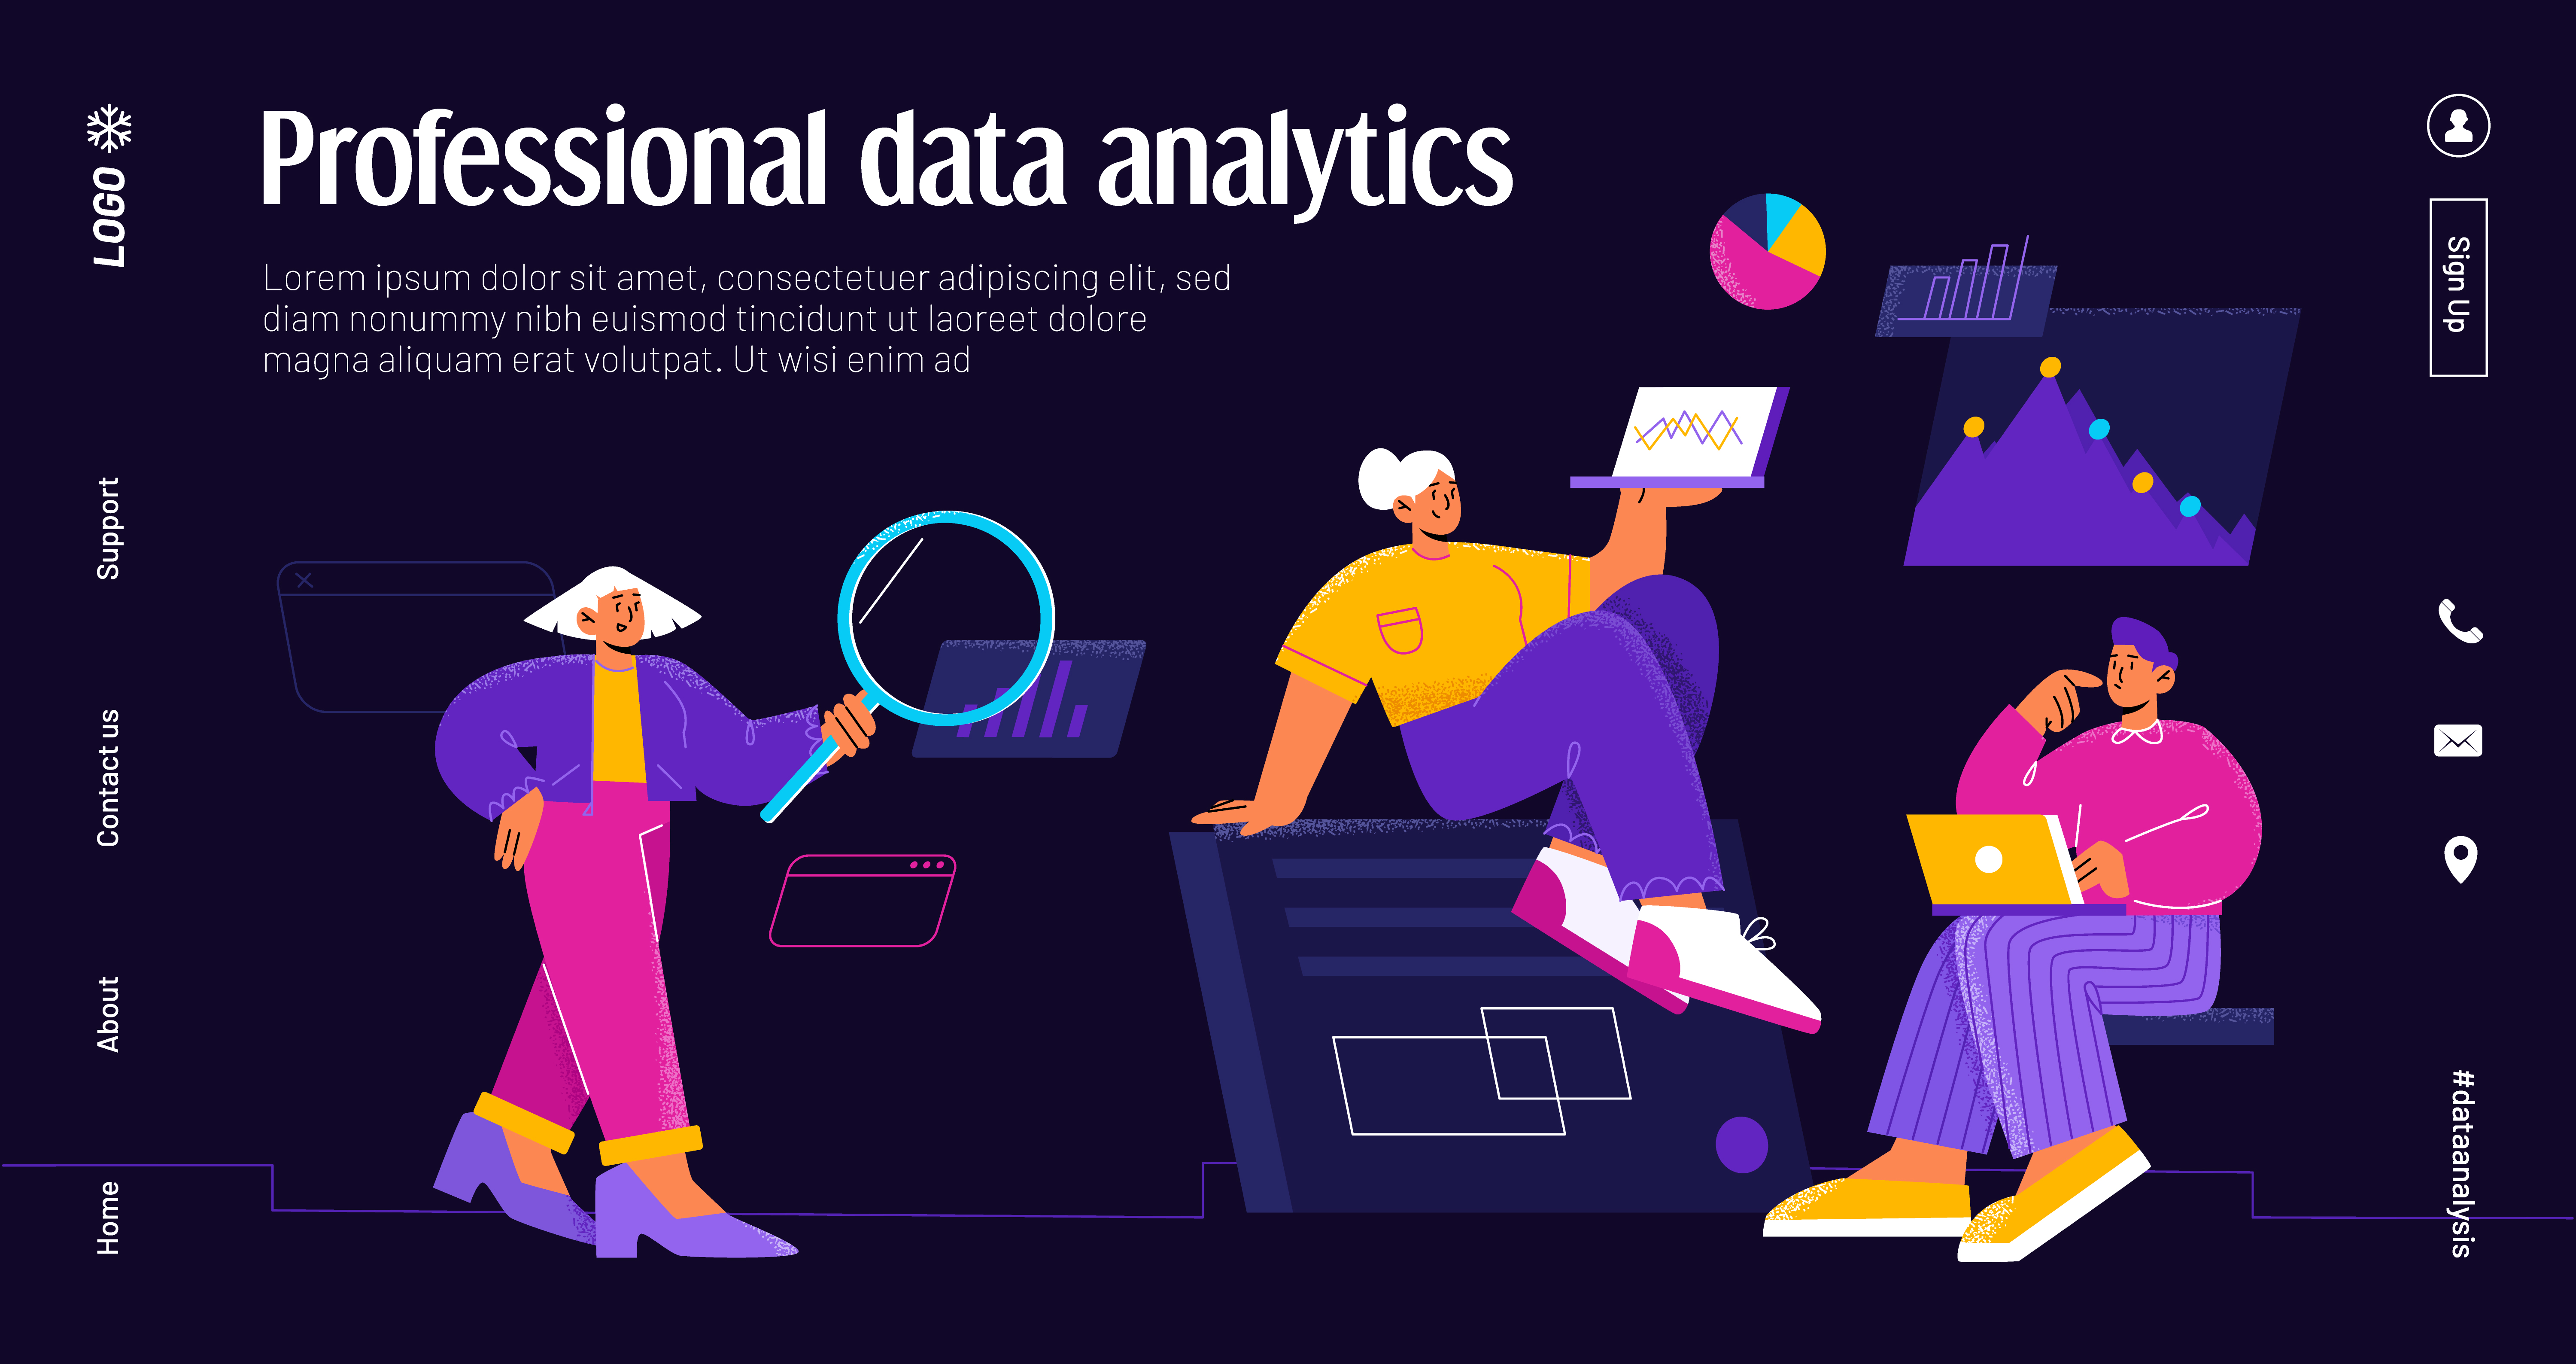 LOGO
Professional data analytics
Lorem ipsum dolor sit amet, consectetuer adipiscing elit, sed
diam nonummy nibh euismod tincidunt ut laoreet dolore
magna aliquam erat volutpat. Ut wisi enim ad
Sign Up
Support
Contact us
About
Home
#dataanalysis